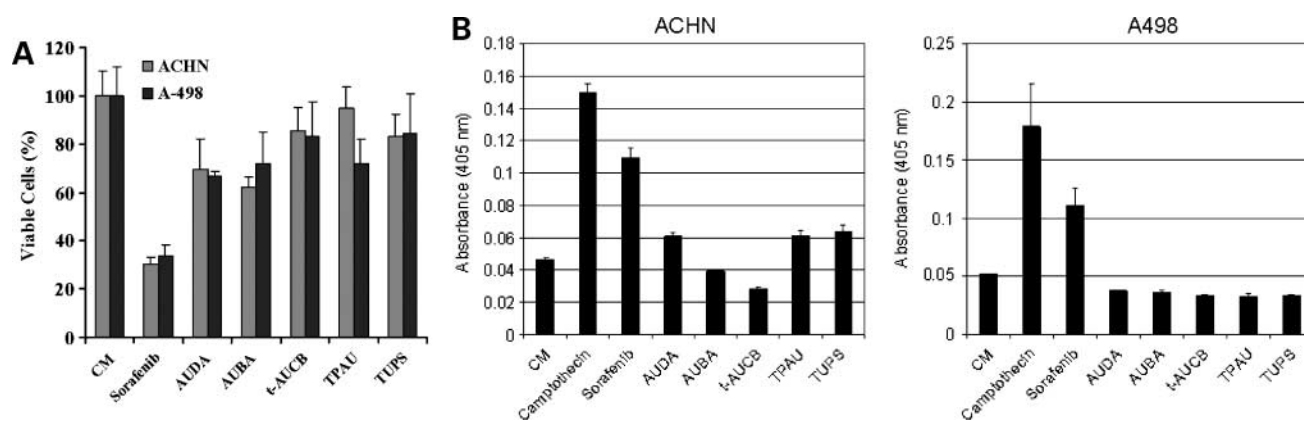 A
Viable Cells (%)
120
100
80
60
40
20
0
ACHN
A-498
CM
Sorafenib
AUDA
AUBA
t-AUCB
TPAU
TUPS
B
ACHN
Absorbance (405 nm)
0.18
0.16
0.14
0.12
0.1
0.08
0.06
0.04
0.02
0
CM
Camptothecin
Sorafenib
AUDA
AUBA
t-AUCB
TPAU
TUPS
A498
Absorbance (405 nm)
0.25
0.2
0.15
0.1
0.05
0
CM
Camptothecin
Sorafenib
AUDA
AUBA
t-AUCB
TPAU
TUPS